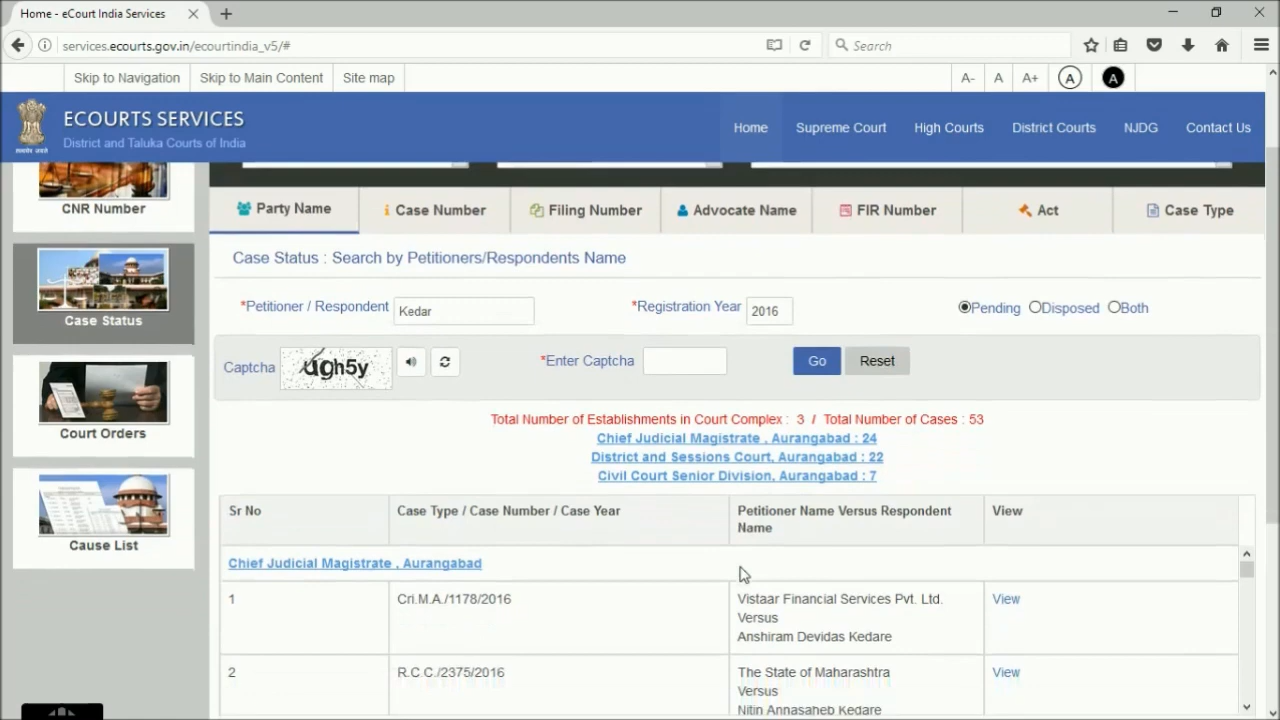 Home - eCourt India Services
services.ecourts.gov.in/ecourtindia_v5/#
Search
Skip to Navigation
Skip to Main Content
Site map
A-
A
A+
A
A
ECOURTS SERVICES
District and Taluka Courts of India
Home
Supreme Court
High Courts
District Courts
NJDG
Contact Us
CNR Number
Case Status
Court Orders
Cause List
Party Name
Case Number
Filing Number
Advocate Name
FIR Number
Act
Case Type
Case Status : Search by Petitioners/Respondents Name
*Petitioner / Respondent
Kedar
*Registration Year
2016
Pending
Disposed
Both
Captcha
ugh5y
*Enter Captcha
Go
Reset
Total Number of Establishments in Court Complex : 3 / Total Number of Cases : 53
Chief Judicial Magistrate , Aurangabad : 24
District and Sessions Court, Aurangabad : 22
Civil Court Senior Division, Aurangabad : 7
Sr No
Case Type / Case Number / Case Year
Petitioner Name Versus Respondent
Name
View
Chief Judicial Magistrate , Aurangabad
1
Cri.M.A./1178/2016
Vistaar Financial Services Pvt. Ltd.
Versus
Anshiram Devidas Kedare
View
2
R.C.C./2375/2016
The State of Maharashtra
Versus
Nitin Annasaheb Kedare
View